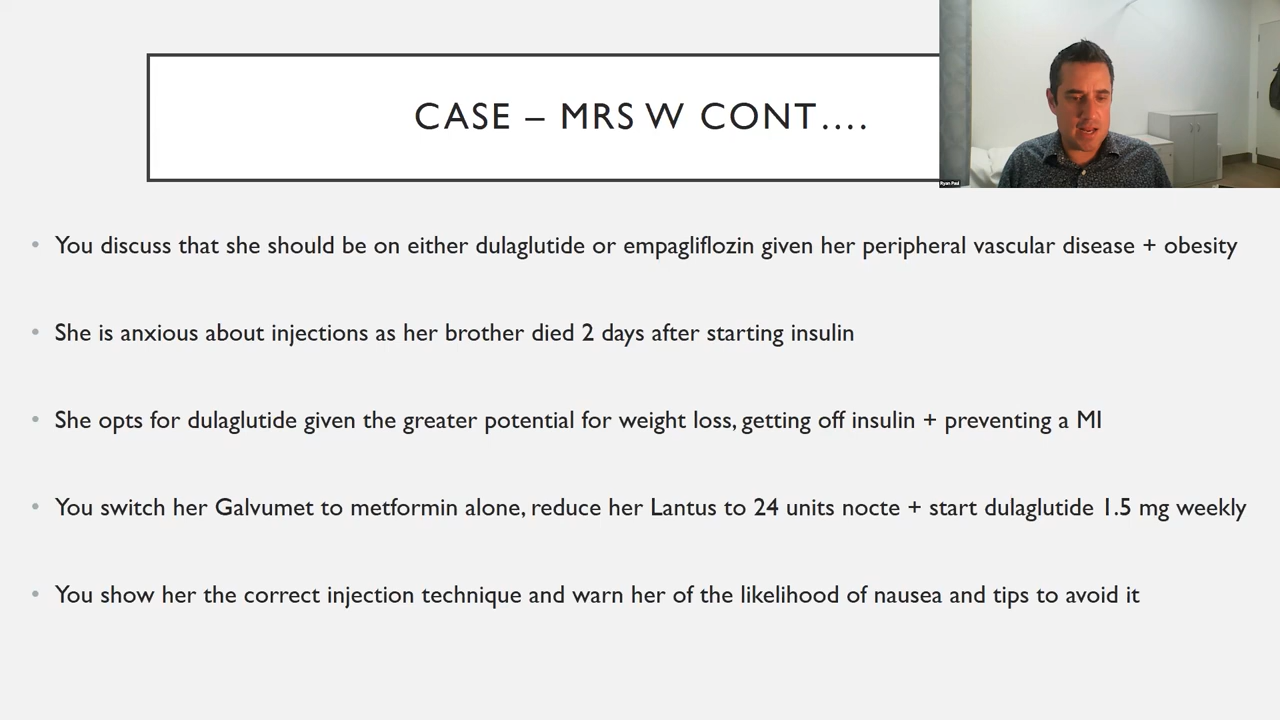 CASE – MRS W CONT....
Ryan Paul
• You discuss that she should be on either dulaglutide or empagliflozin given her peripheral vascular disease + obesity
• She is anxious about injections as her brother died 2 days after starting insulin
• She opts for dulaglutide given the greater potential for weight loss, getting off insulin + preventing a MI
• You switch her Galvumet to metformin alone, reduce her Lantus to 24 units nocte + start dulaglutide 1.5 mg weekly
• You show her the correct injection technique and warn her of the likelihood of nausea and tips to avoid it